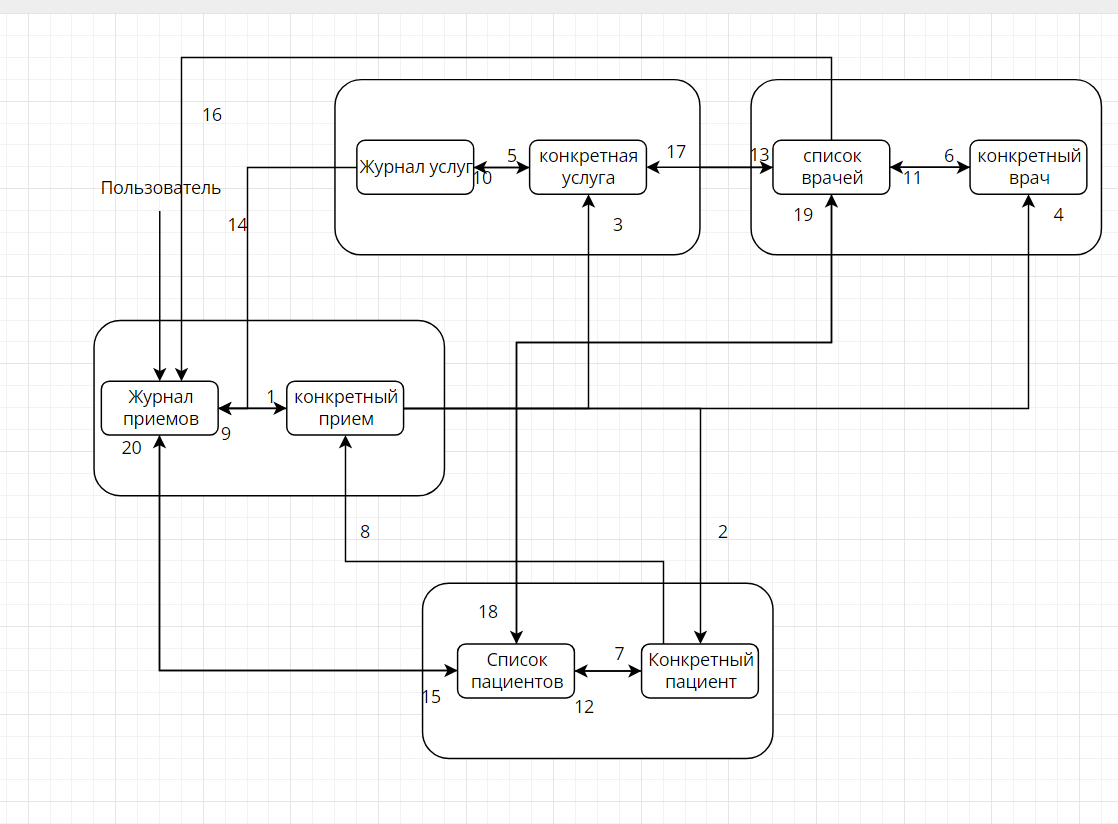 16
Пользователь
14
Журнал услуг
5
10
конкретная
услуга
17
3
13
список
врачей
19
6
11
конкретный
врач
4
Журнал
приемов
20
1
9
конкретный
прием
8
2
18
Список
пациентов
15
7
12
Конкретный
пациент